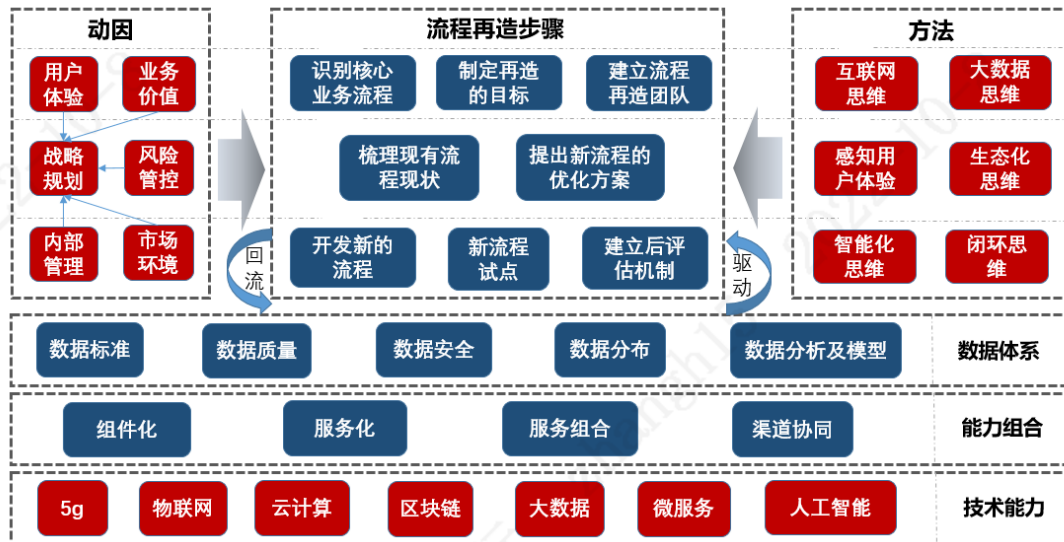 动因
用户
体验
业务
价值
战略
规划
风险
管控
内部
管理
市场
环境
流程再造步骤
识别核心
业务流程
制定再造
的目标
建立流程
再造团队
梳理现有流
程现状
提出新流程的
优化方案
开发新的
流程
新流程
试点
建立后评
估机制
回
流
驱
动
方法
互联网
思维
大数据
思维
感知用
户体验
生态化
思维
智能化
思维
闭环思
维
数据标准
数据质量
数据安全
数据分布
数据分析及模型
数据体系
组件化
服务化
服务组合
渠道协同
能力组合
5g
物联网
云计算
区块链
大数据
微服务
人工智能
技术能力